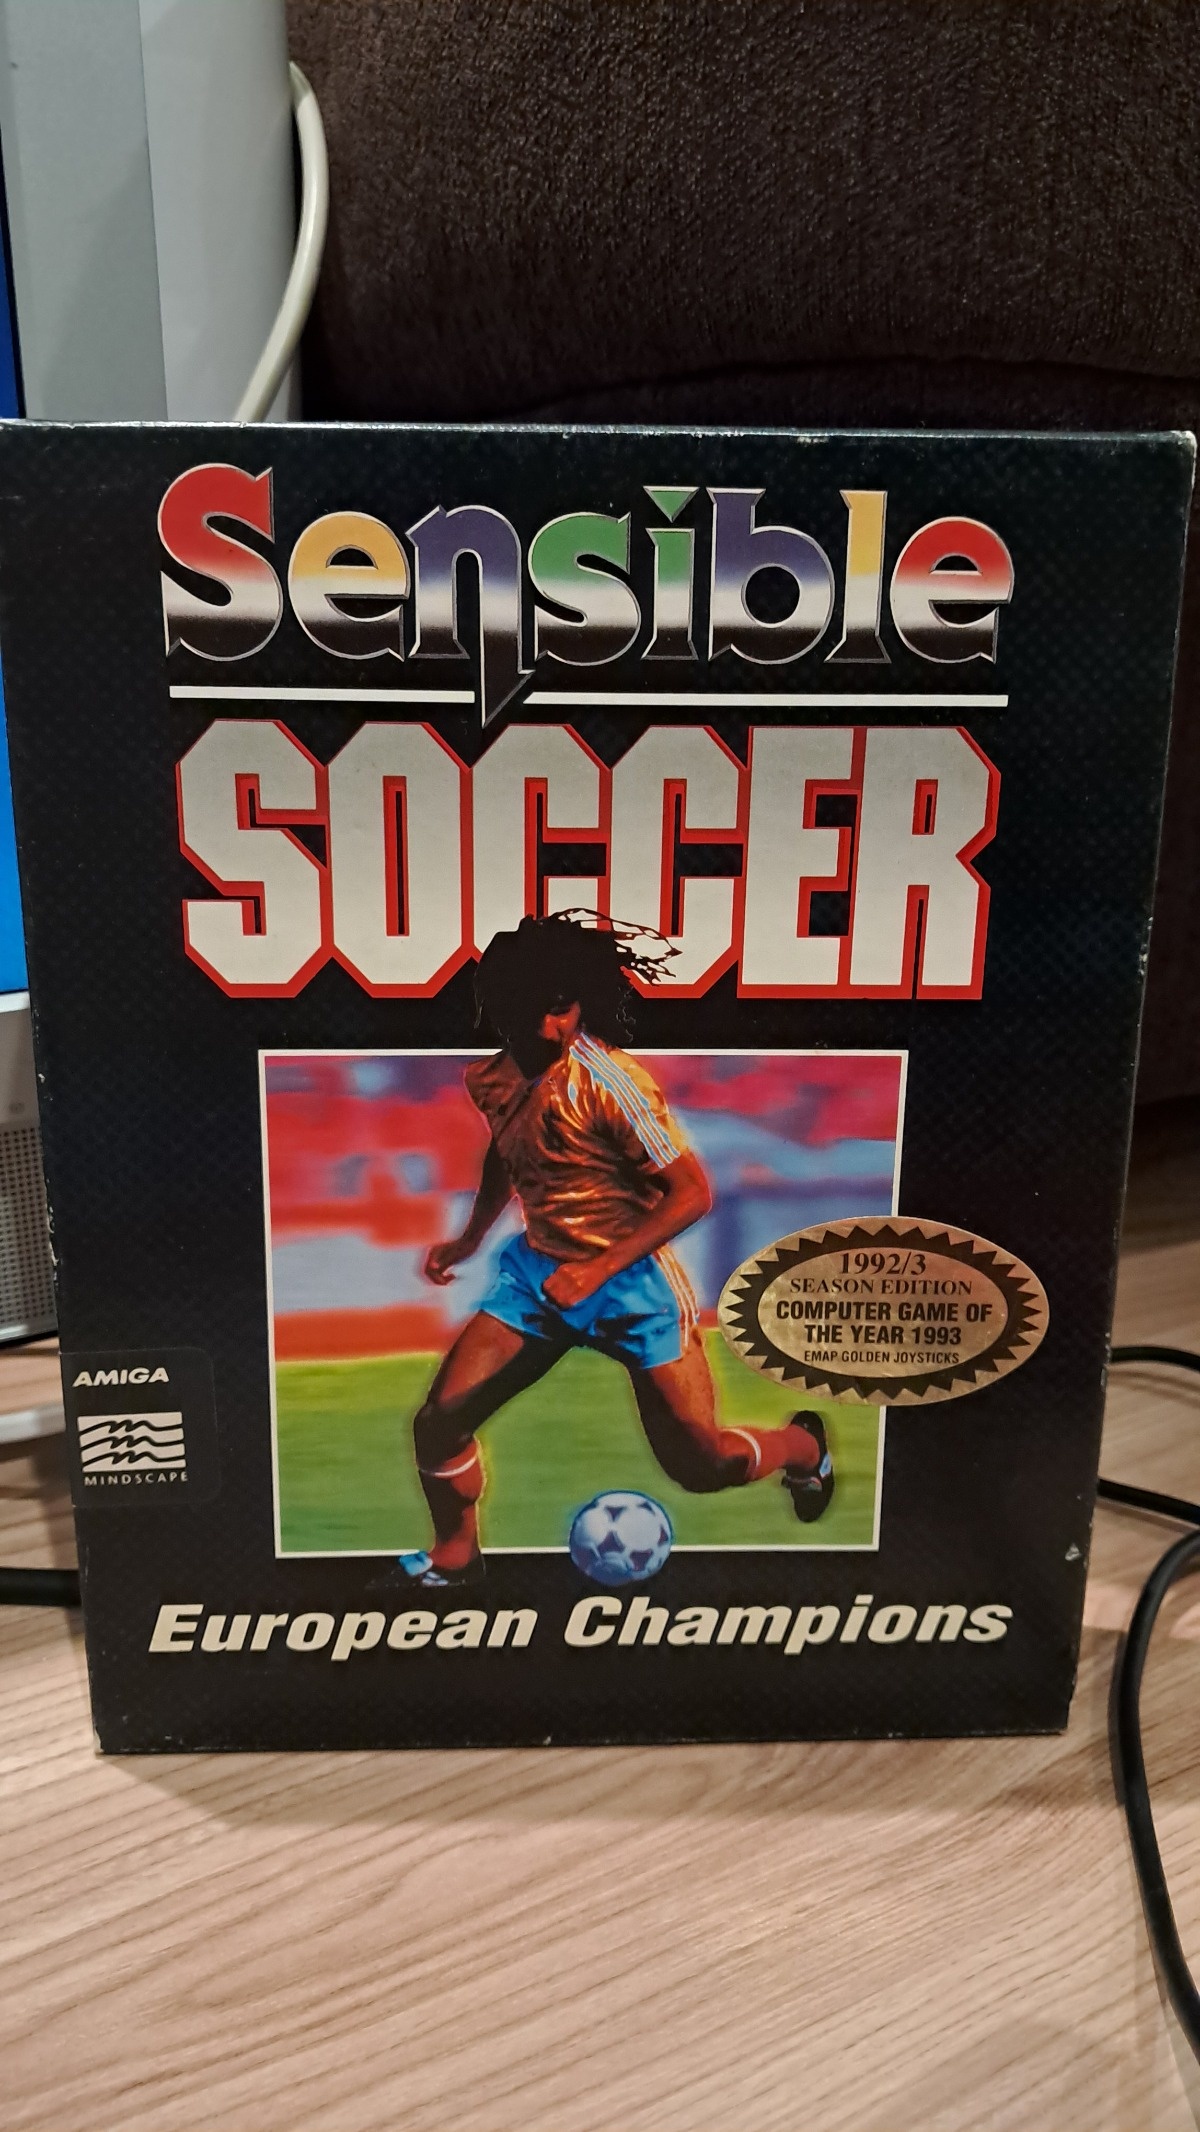 Sensible
SOCCER
1992/3
SEASON EDITION
COMPUTER GAME OF
THE YEAR 1993
EMAP GOLDEN JOYSTICKS
AMIGA
MINDSCAPE
European Champions